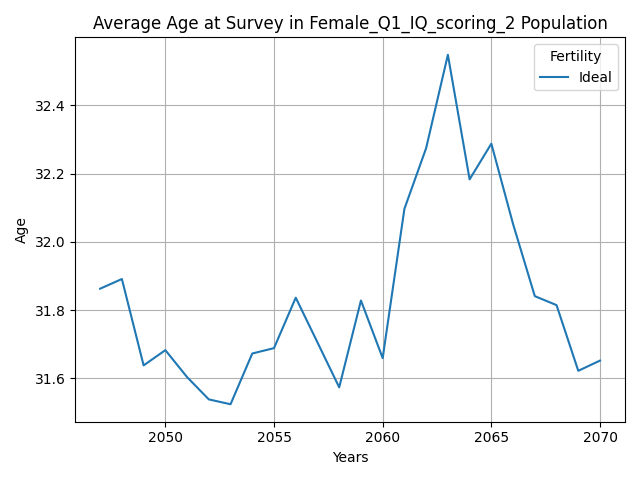 Average Age at Survey in Female_Q1_IQ_scoring_2 Population
Fertility
Ideal
32.4
32.2
32.0
31.8
31.6
Age
2050 2055 2060 2065 2070
Years